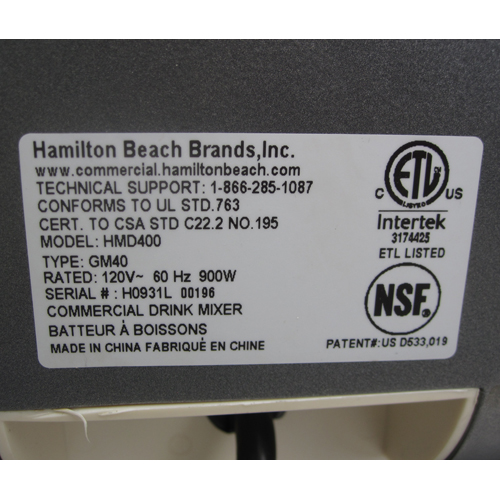 Hamilton Beach Brands,Inc.
www.commercial.hamiltonbeach.com
TECHNICAL SUPPORT: 1-866-285-1087
CONFORMS TO UL STD.763
CERT. TO CSA STD C22.2 NO.195
MODEL: HMD400
TYPE: GM40
RATED: 120V~ 60 Hz 900W
SERIAL # : H0931L 00196
COMMERCIAL DRINK MIXER
BATTEUR À BOISSONS
MADE IN CHINA FABRIQUÉ EN CHINE
ETL
LISTED
C US
Intertek
3174425
ETL LISTED
NSF®
PATENT#:US D533,019